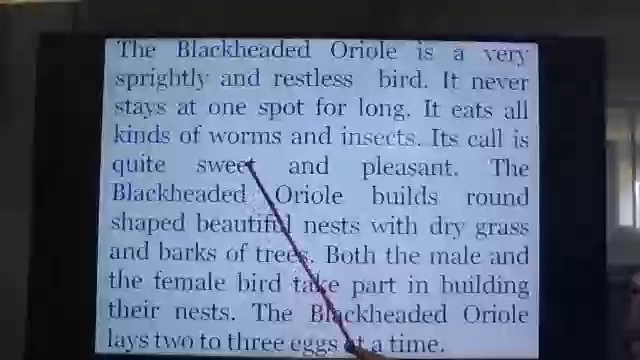 The Blackheaded Oriole is a very
sprightly and restless bird. It never
stays at one spot for long. It eats all
kinds of worms and insects. Its call is
quite sweet and pleasant. The
Blackheaded Oriole builds round
shaped beautiful nests with dry grass
and barks of trees. Both the male and
the female bird take part in building
their nests. The Blackheaded Oriole
lays two to three eggs at a time.